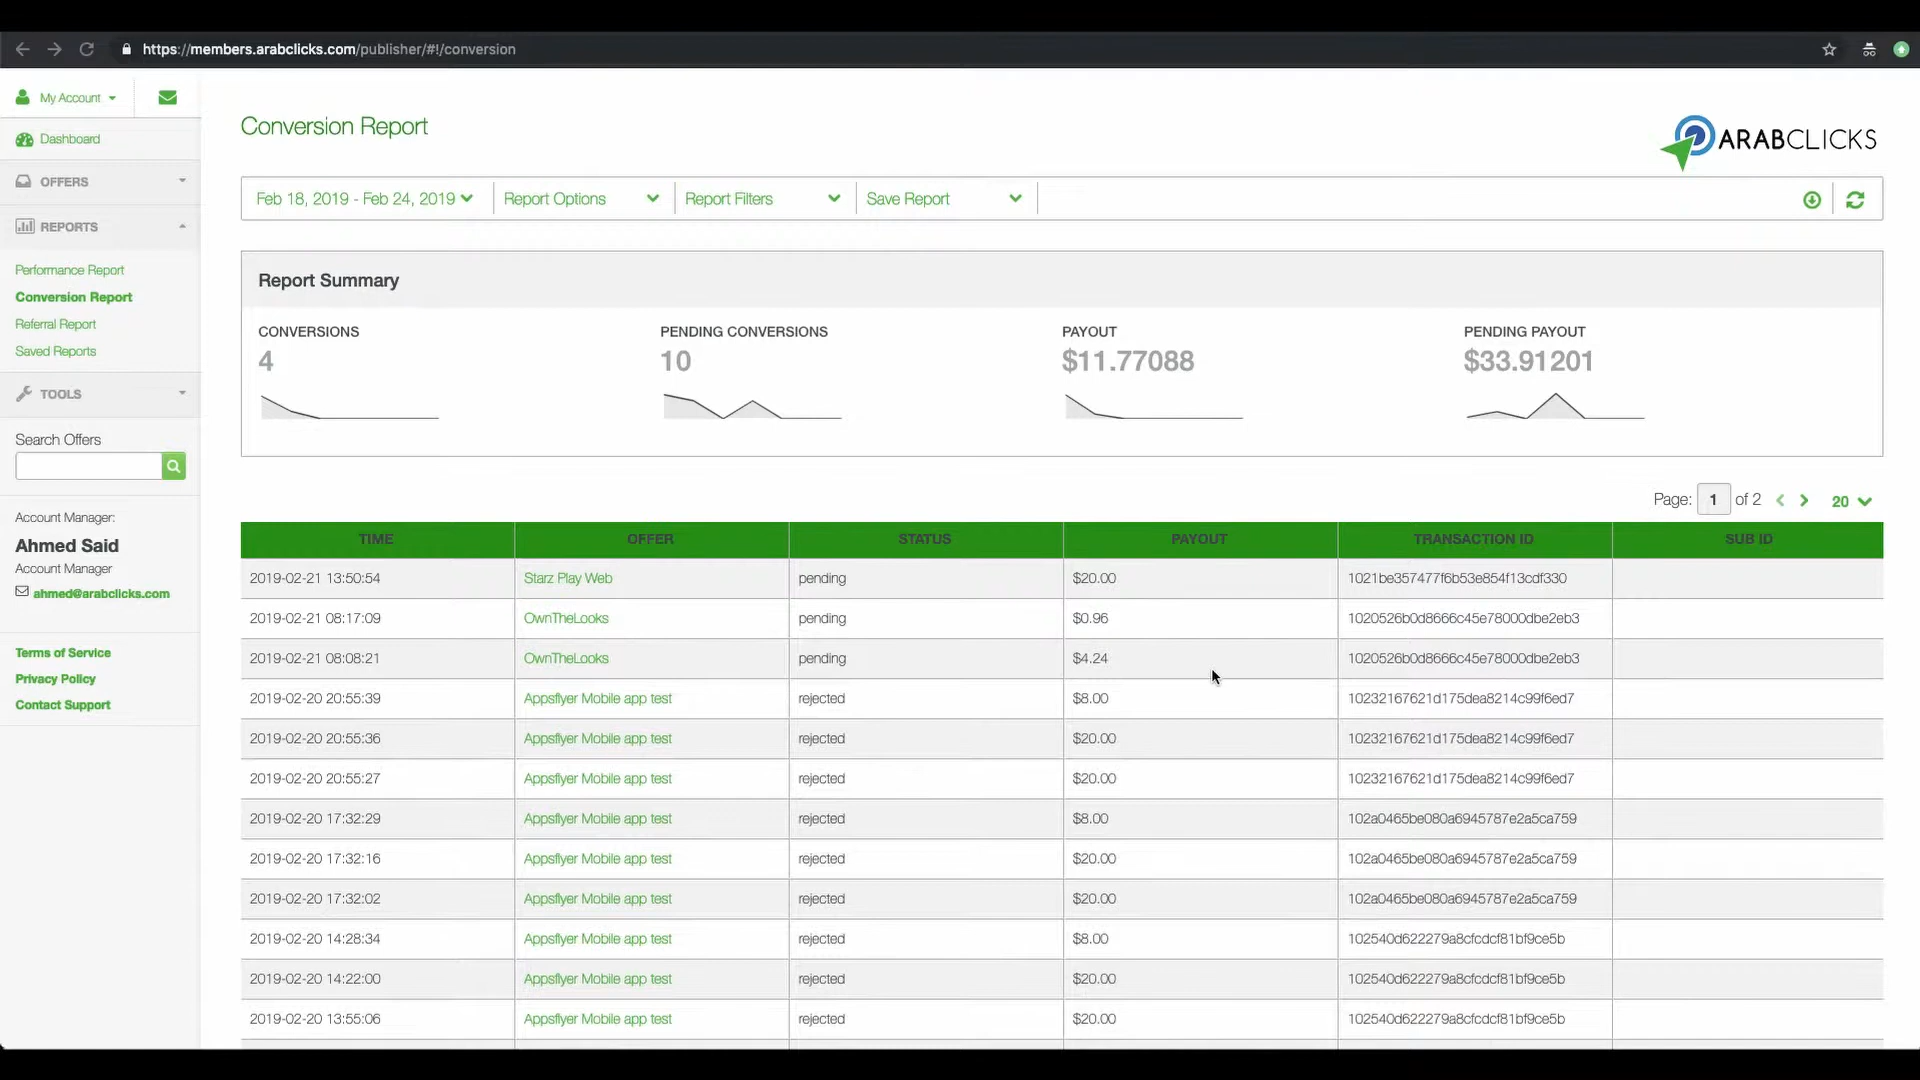 https://members.arabclicks.com/publisher/#!/conversion
My Account
Dashboard
OFFERS
REPORTS
Performance Report
Conversion Report
Referral Report
Saved Reports
TOOLS
Search Offers
Account Manager:
Ahmed Said
Account Manager
ahmed@arabclicks.com
Terms of Service
Privacy Policy
Contact Support
Conversion Report
ARABCLICKS
Feb 18, 2019 - Feb 24, 2019 Report Options Report Filters Save Report
Report Summary
CONVERSIONS PENDING CONVERSIONS PAYOUT PENDING PAYOUT
4 10 $11.77088 $33.91201
Page: 1 of 2 20
TIME OFFER STATUS PAYOUT TRANSACTION ID SUB ID
2019-02-21 13:50:54 Starz Play Web pending $20.00 1021be357477f6b53e854f13cdf330
2019-02-21 08:17:09 OwnTheLooks pending $0.96 1020526b0d8666c45e78000dbe2eb3
2019-02-21 08:08:21 OwnTheLooks pending $4.24 1020526b0d8666c45e78000dbe2eb3
2019-02-20 20:55:39 Appsflyer Mobile app test rejected $8.00 10232167621d175dea8214c99f6ed7
2019-02-20 20:55:36 Appsflyer Mobile app test rejected $20.00 10232167621d175dea8214c99f6ed7
2019-02-20 20:55:27 Appsflyer Mobile app test rejected $20.00 10232167621d175dea8214c99f6ed7
2019-02-20 17:32:29 Appsflyer Mobile app test rejected $8.00 102a0465be080a6945787e2a5ca759
2019-02-20 17:32:16 Appsflyer Mobile app test rejected $20.00 102a0465be080a6945787e2a5ca759
2019-02-20 17:32:02 Appsflyer Mobile app test rejected $20.00 102a0465be080a6945787e2a5ca759
2019-02-20 14:28:34 Appsflyer Mobile app test rejected $8.00 102540d622279a8cfcdcf81bf9ce5b
2019-02-20 14:22:00 Appsflyer Mobile app test rejected $20.00 102540d622279a8cfcdcf81bf9ce5b
2019-02-20 13:55:06 Appsflyer Mobile app test rejected $20.00 102540d622279a8cfcdcf81bf9ce5b